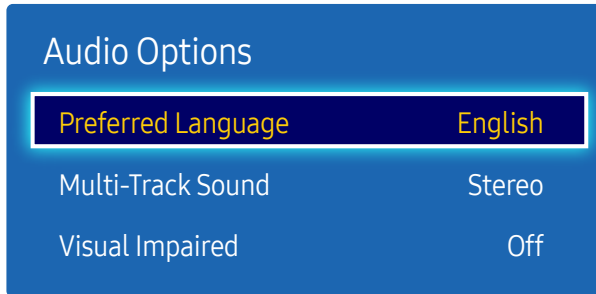 Audio Options
Preferred Language English
Multi-Track Sound Stereo
Visual Impaired Off